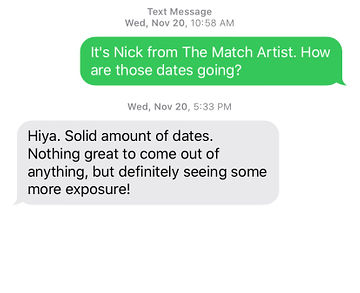 Text Message
Wed, Nov 20, 10:58 AM
It's Nick from The Match Artist. How
are those dates going?
Wed, Nov 20, 5:33 PM
Hiya. Solid amount of dates.
Nothing great to come out of
anything, but definitely seeing some
more exposure!